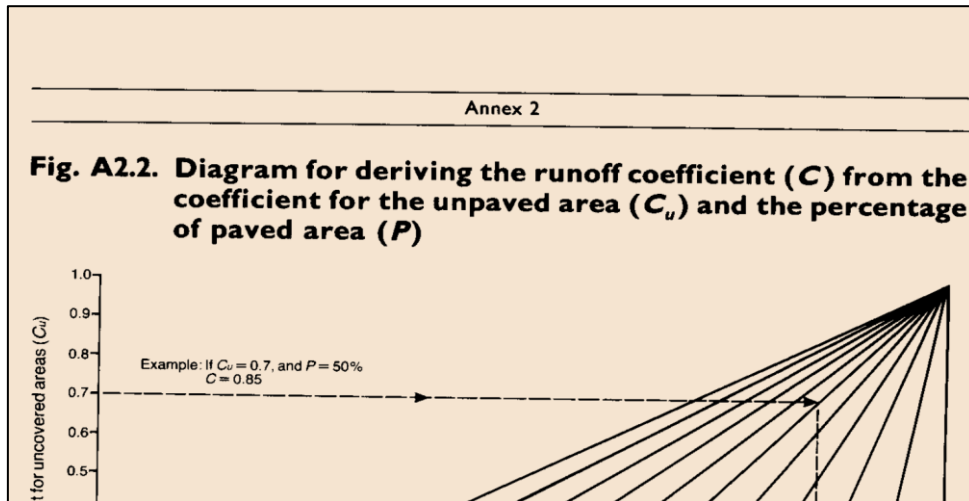 Annex 2
Fig. A2.2. Diagram for deriving the runoff coefficient (C) from the
coefficient for the unpaved area (Cu) and the percentage
of paved area (P)
1.0
0.9
0.8
0.7
0.6
0.5
t for uncovered areas (Cu)
Example: If Cu = 0.7, and P = 50%
C = 0.85